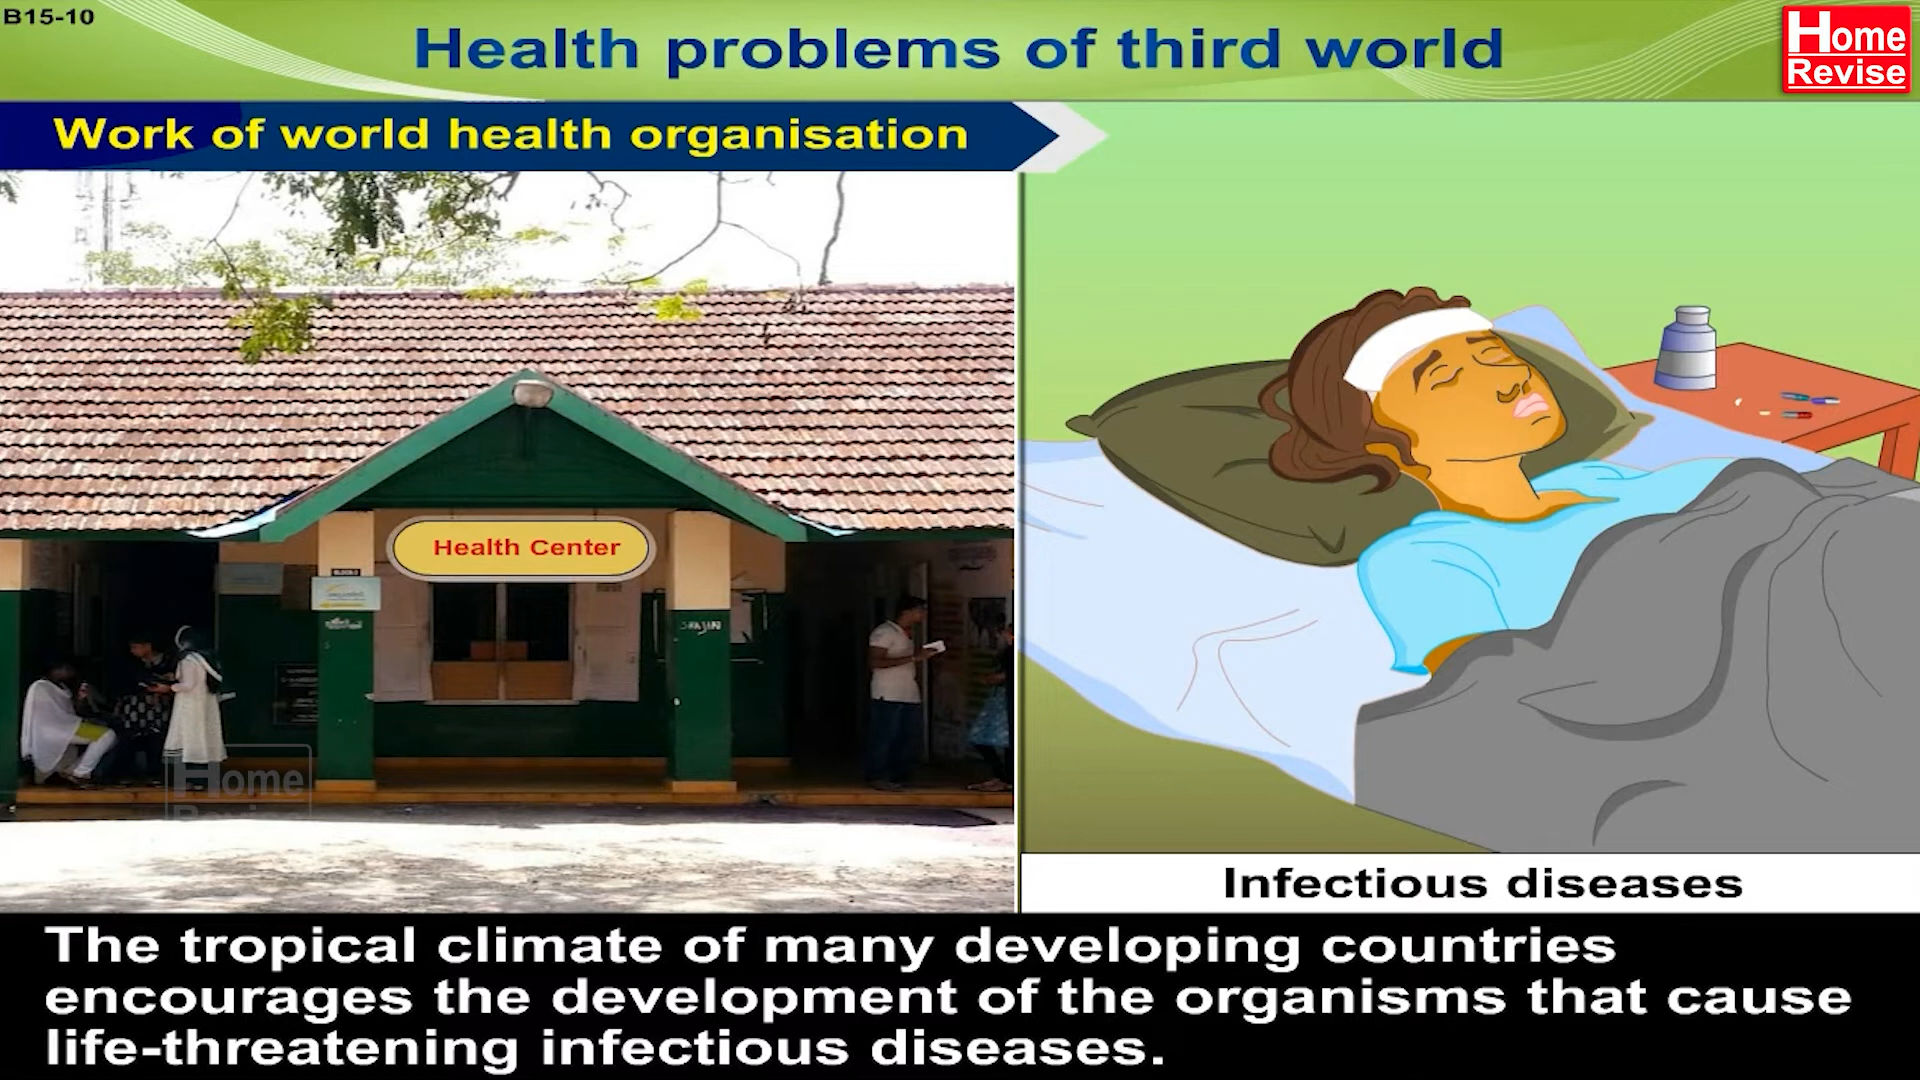 B15-10
Health problems of third world
Home
Revise
Work of world health organisation
Health Center
Home
Infectious diseases
The tropical climate of many developing countries
encourages the development of the organisms that cause
life-threatening infectious diseases.